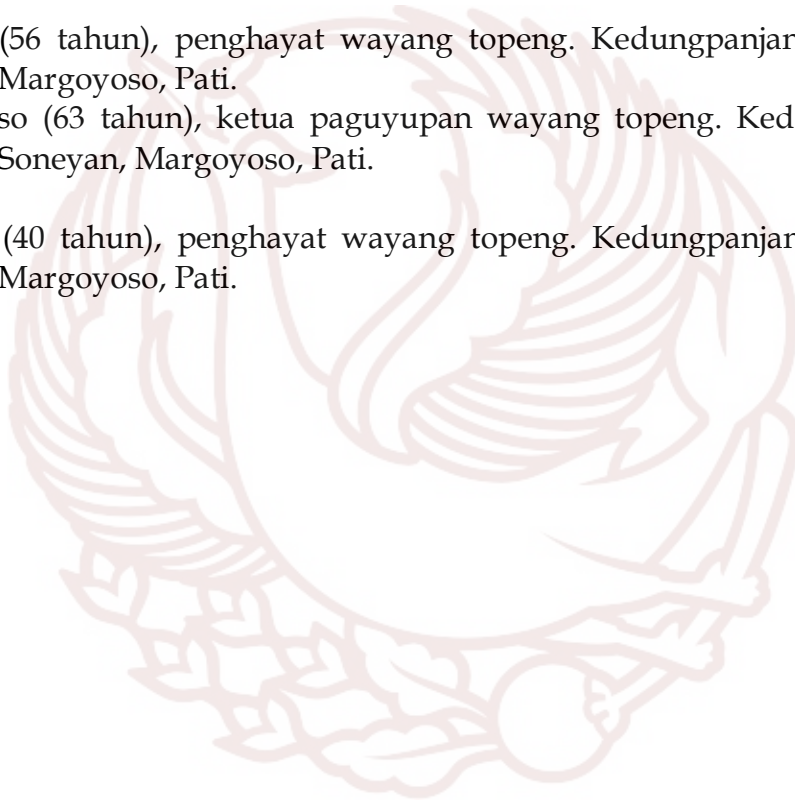 (56 tahun), penghayat wayang topeng. Kedungpanjar
Margoyoso, Pati.
so (63 tahun), ketua paguyupan wayang topeng. Ked
Soneyan, Margoyoso, Pati.
(40 tahun), penghayat wayang topeng. Kedungpanjar
Margoyoso, Pati.